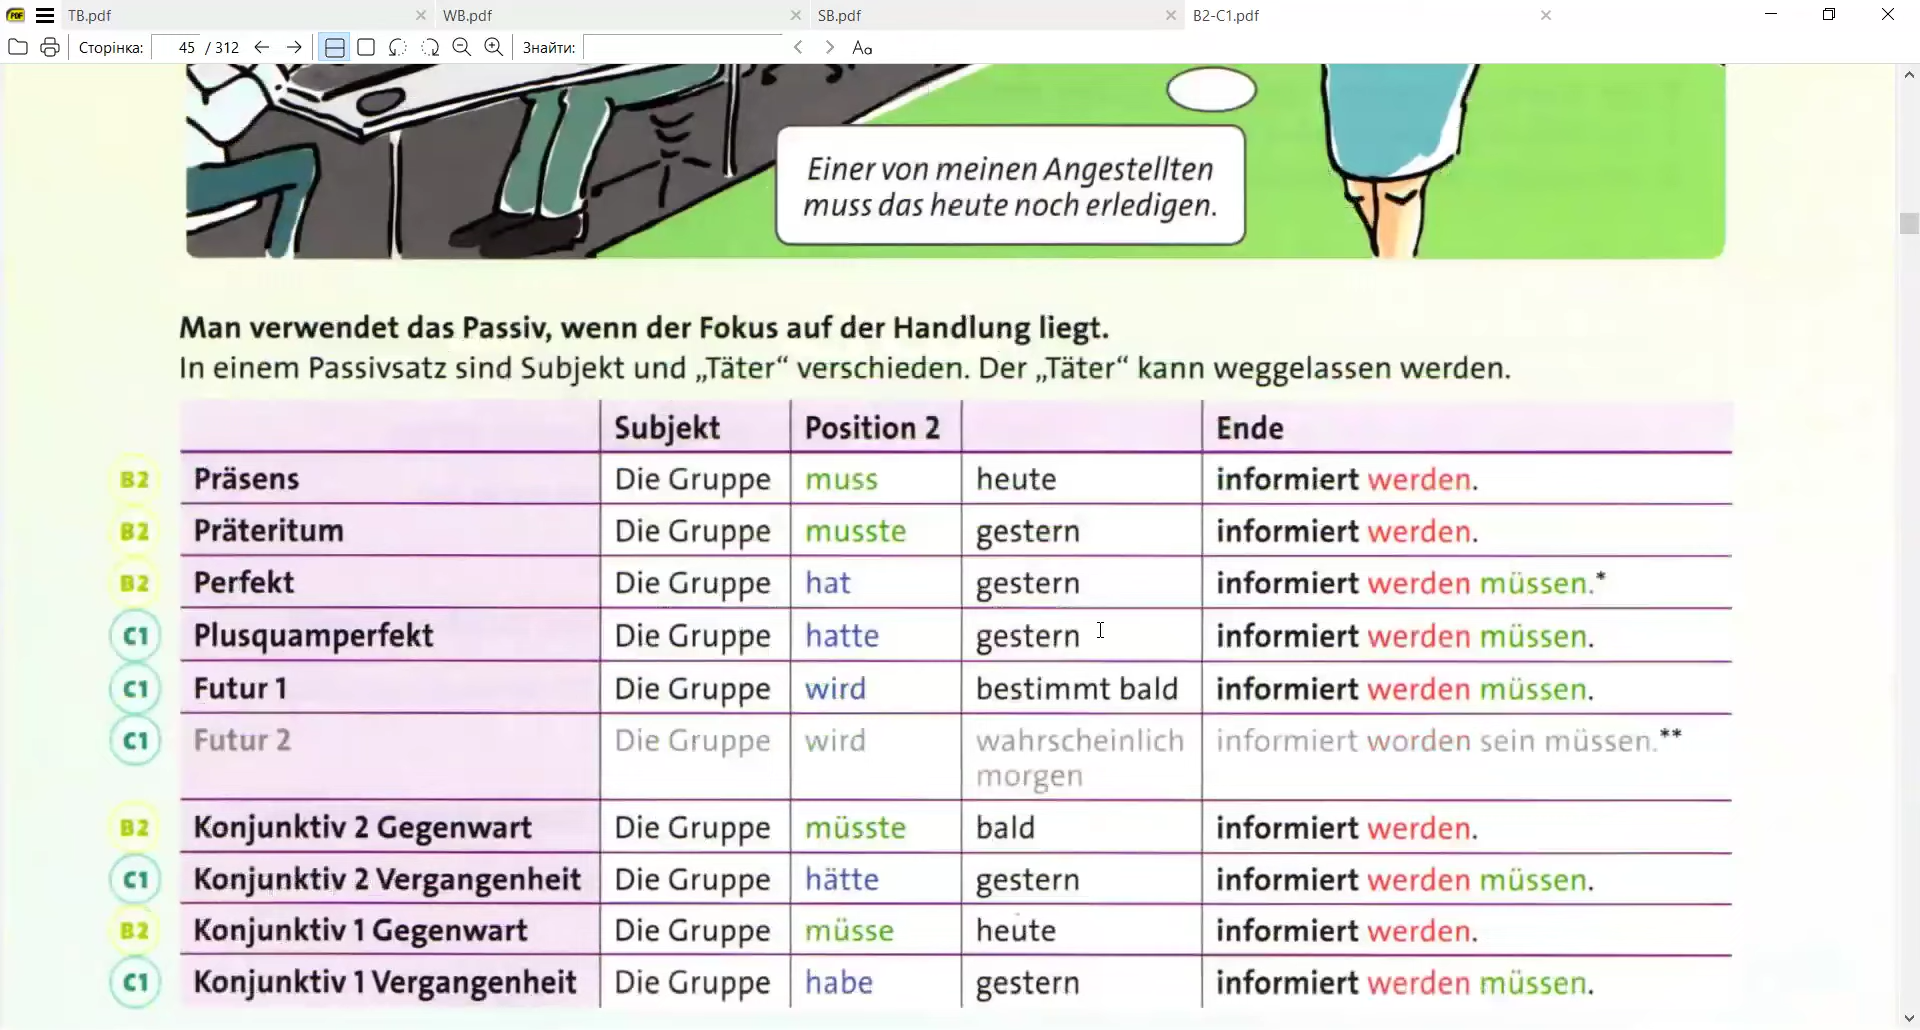 TB.pdf WB.pdf SB.pdf B2-C1.pdf
Сторінка: 45 / 312 Знайти: Aa
Einer von meinen Angestellten
muss das heute noch erledigen.
Man verwendet das Passiv, wenn der Fokus auf der Handlung liegt.
In einem Passivsatz sind Subjekt und „Täter“ verschieden. Der „Täter“ kann weggelassen werden.
Subjekt Position 2 Ende
B2 Präsens Die Gruppe muss heute informiert werden.
B2 Präteritum Die Gruppe musste gestern informiert werden.
B2 Perfekt Die Gruppe hat gestern informiert werden müssen.*
C1 Plusquamperfekt Die Gruppe hatte gestern informiert werden müssen.
C1 Futur 1 Die Gruppe wird bestimmt bald informiert werden müssen.
C1 Futur 2 Die Gruppe wird wahrscheinlich informiert worden sein müssen.**
morgen
B2 Konjunktiv 2 Gegenwart Die Gruppe müsste bald informiert werden.
C1 Konjunktiv 2 Vergangenheit Die Gruppe hätte gestern informiert werden müssen.
B2 Konjunktiv 1 Gegenwart Die Gruppe müsse heute informiert werden.
C1 Konjunktiv 1 Vergangenheit Die Gruppe habe gestern informiert werden müssen.